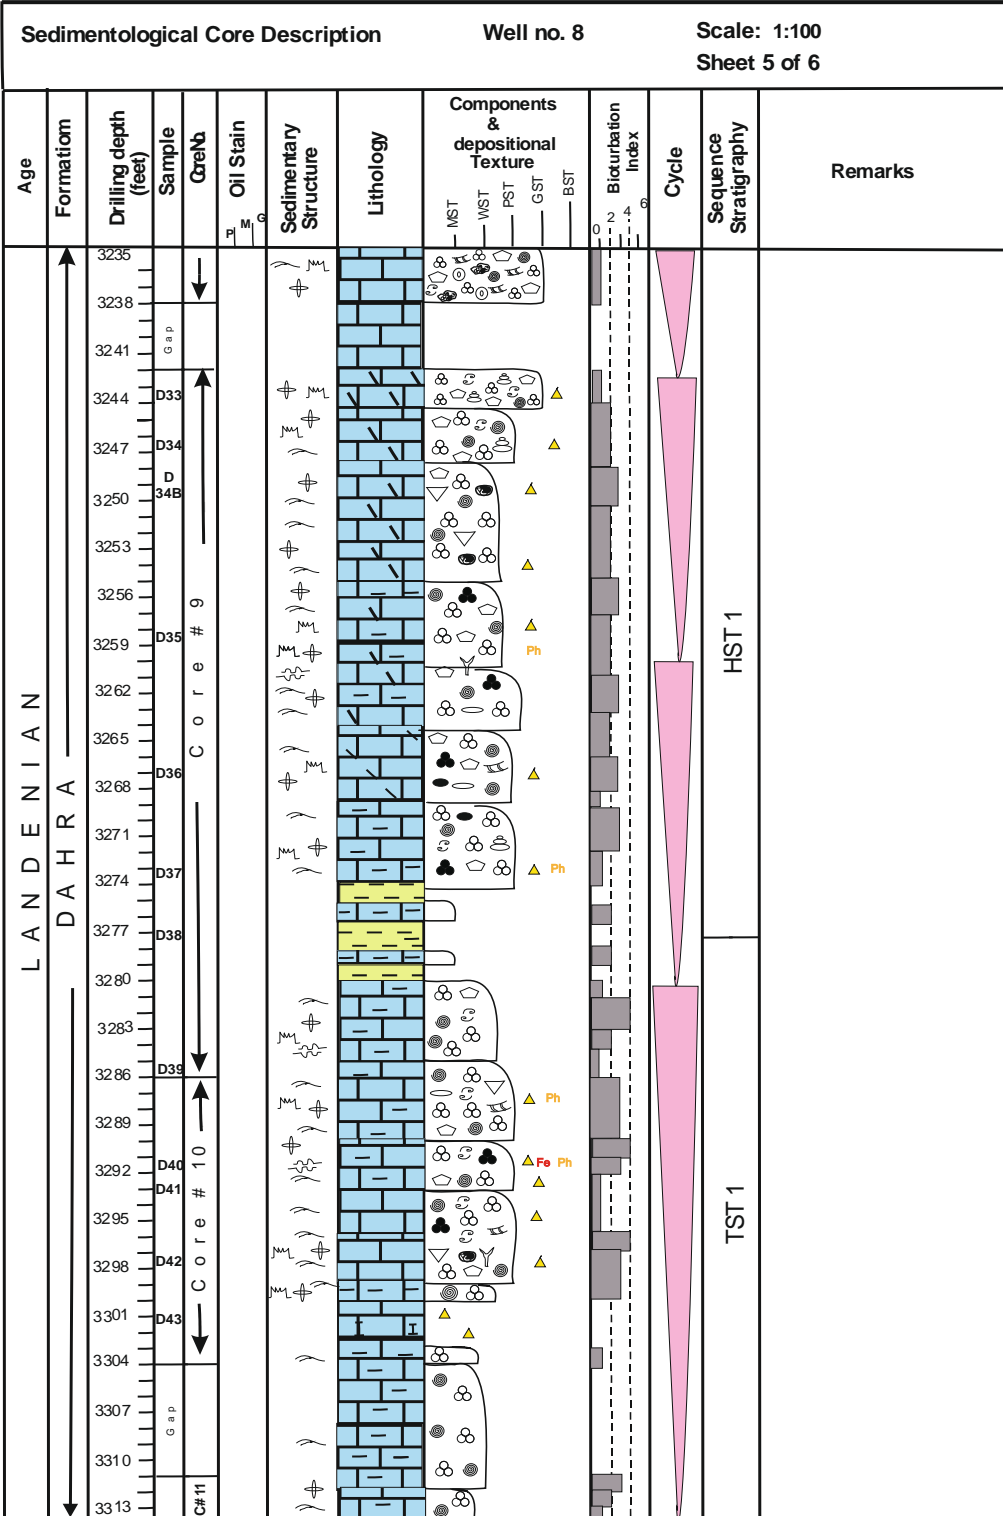 Sedimentological Core Description
Well no. 8
Scale: 1:100
Sheet 5 of 6
Age
Formatiom
Drilling depth (feet)
Sample
CoreNo.
Oil Stain
P M G
Sedimentary Structure
Lithology
Components
&
depositional
Texture
MST WST PST GST BST
Bioturbation Index
0 2 4 6
Cycle
Sequence Stratigraphy
Remarks
LANDENIAN
DAHRA
3235
3238
Gap
3241
D33
3244
D34
3247
D
34B
3250
3253
3256
Core # 9
D35
3259
Ph
HST 1
3262
3265
D36
3268
3271
D37
Ph
3274
D38
3277
3280
3283
D39
3286
Ph
3289
Core # 10
D40
Fe Ph
3292
D41
TST 1
3295
D42
3298
I I
3301
D43
3304
Gap
3307
3310
C#11
3313